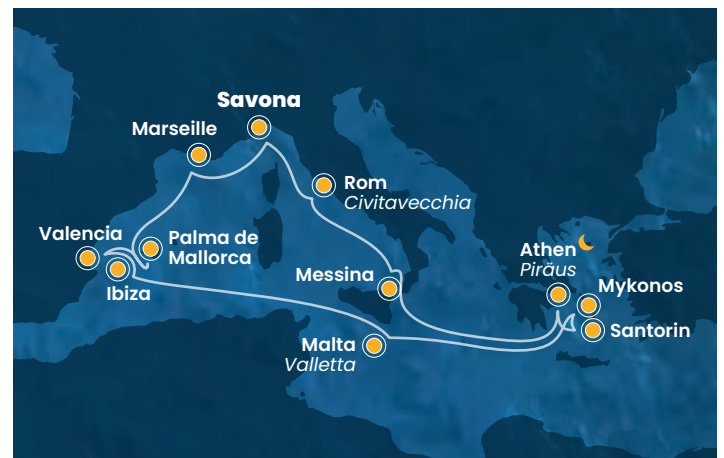 Savona
Marseille
Rom
Civitavecchia
Valencia
Palma de
Mallorca
Athen
Piräus
Messina
Mykonos
Ibiza
Santorin
Malta
Valletta